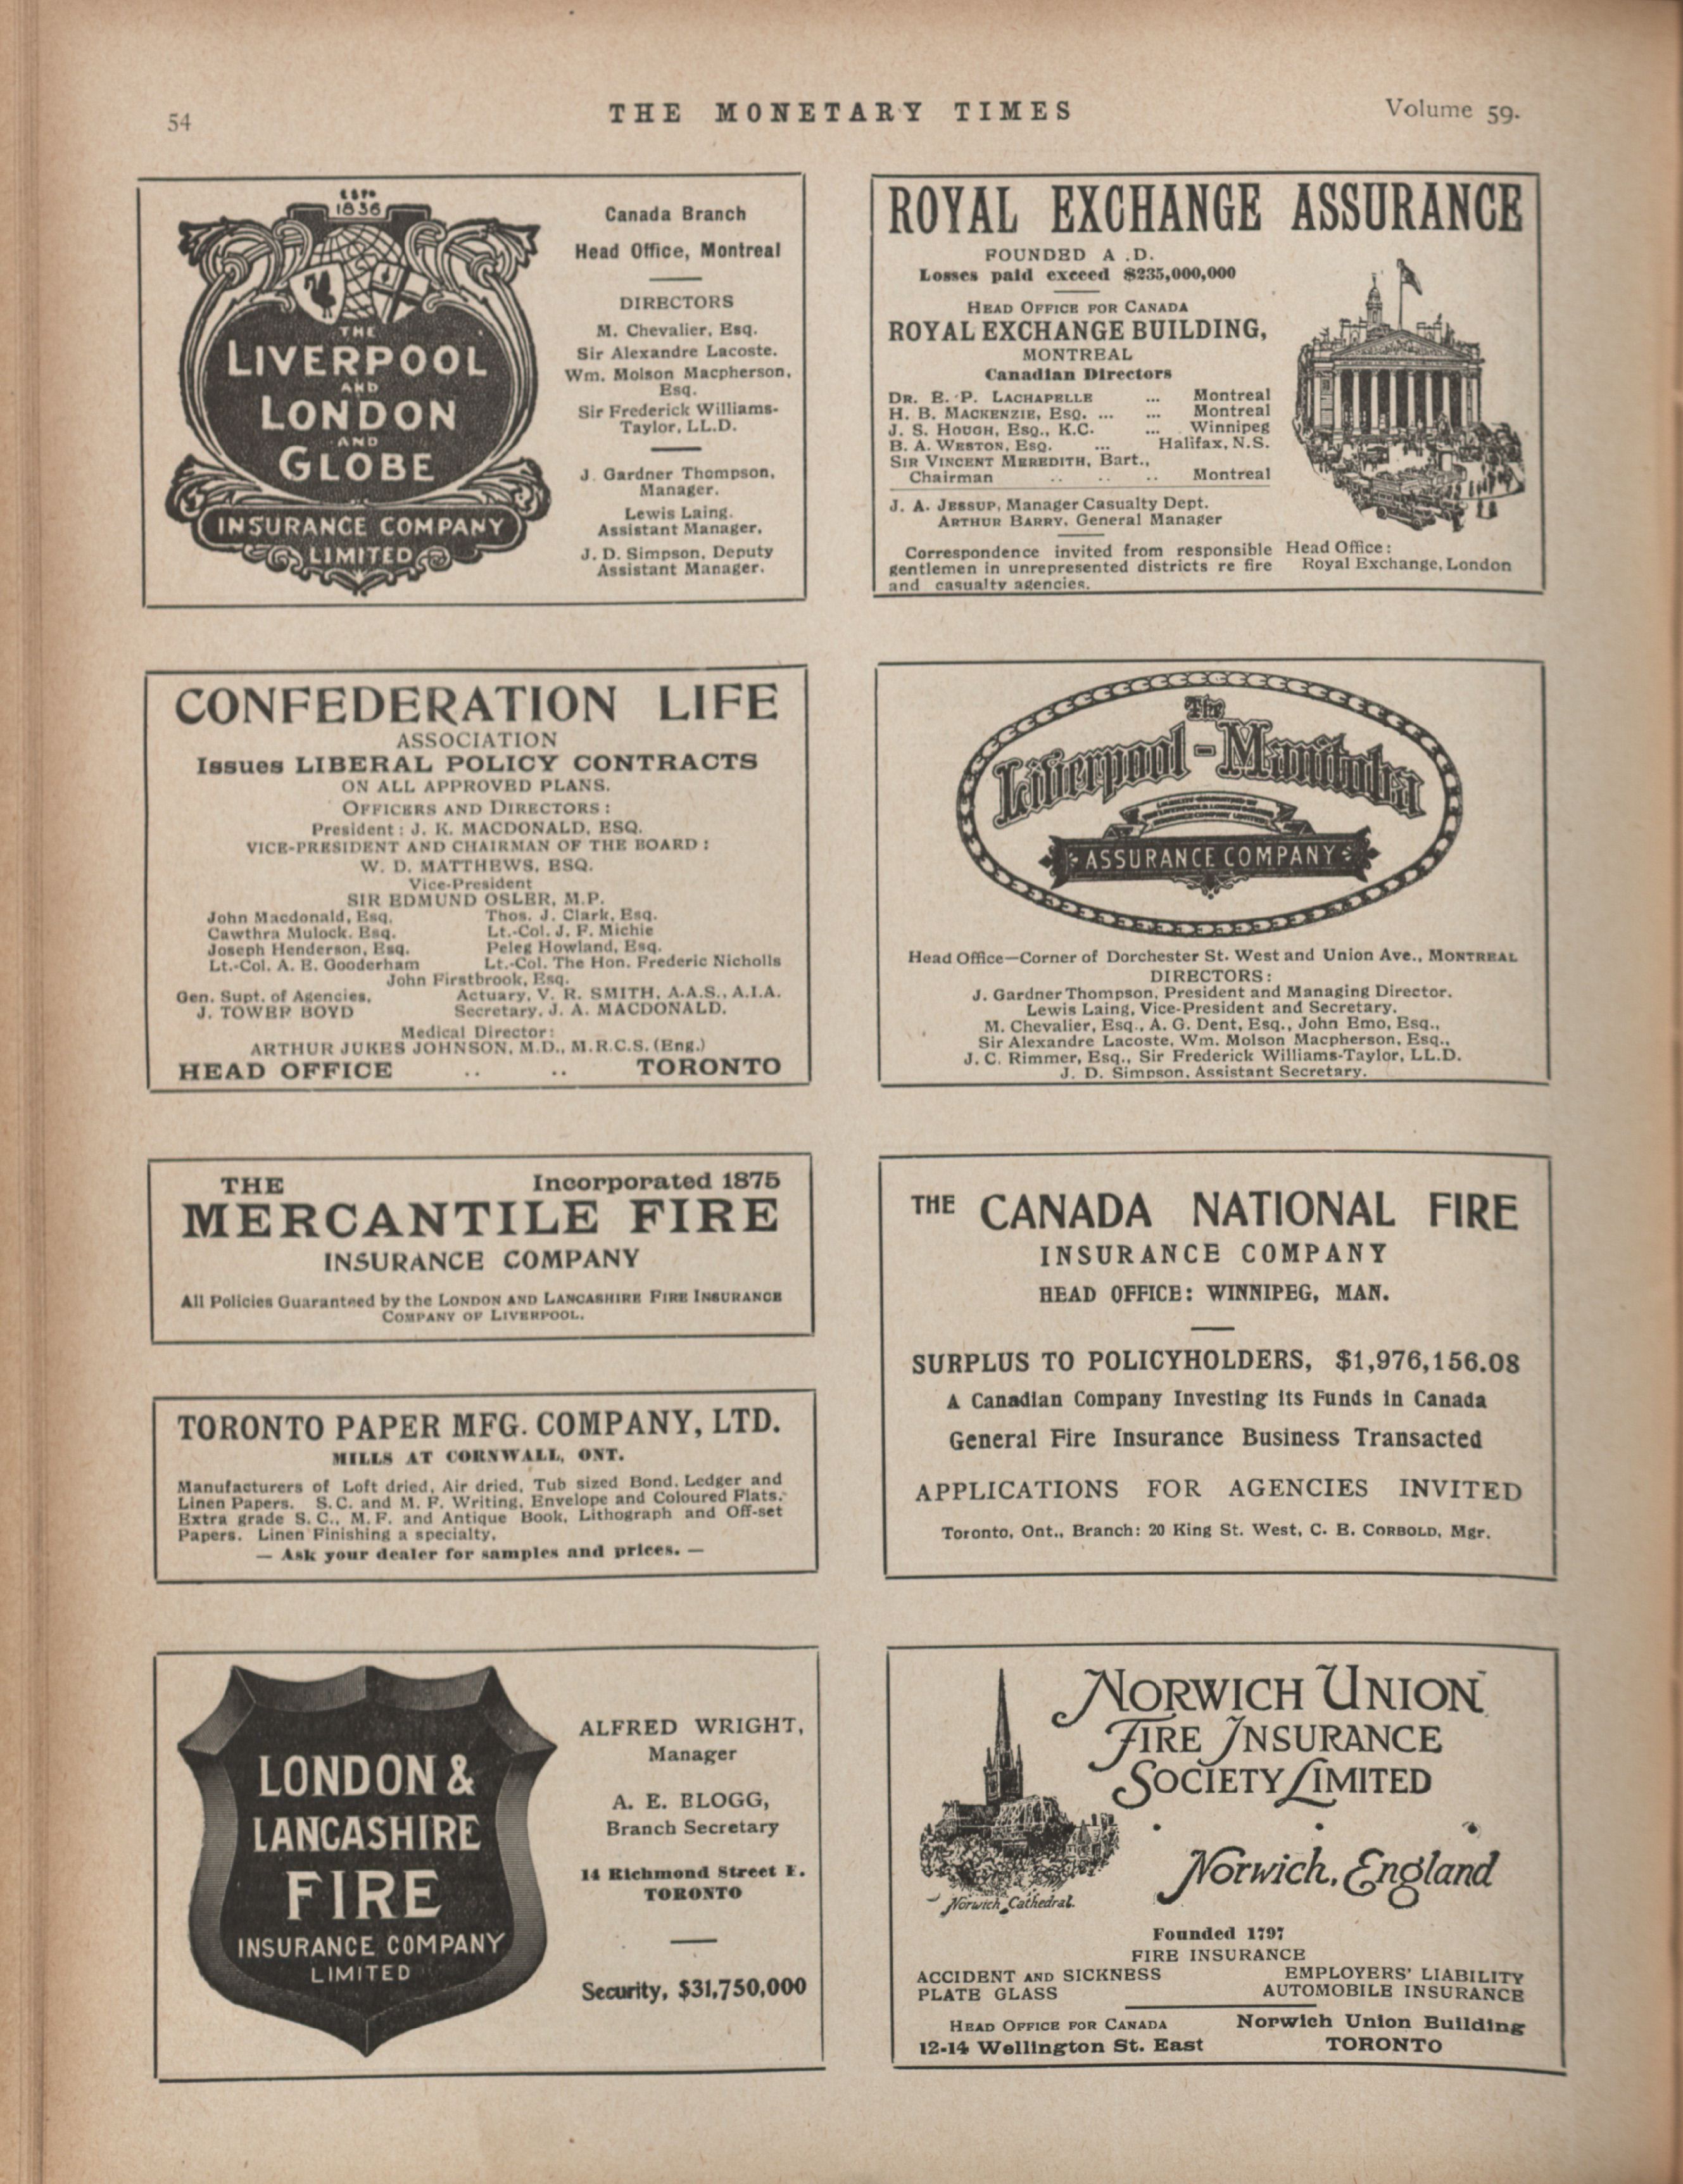 54
THE MONETARY TIMES
Volume 59.
ESTD
1836
THE
LIVERPOOL
AND
LONDON
AND
GLOBE
INSURANCE COMPANY
LIMITED
Canada Branch
Head Office, Montreal
DIRECTORS
M. Chevalier, Esq.
Sir Alexandre Lacoste.
Wm. Molson Macpherson,
Esq.
Sir Frederick Williams-
Taylor, LL.D.
J. Gardner Thompson,
Manager.
Lewis Laing.
Assistant Manager,
J. D. Simpson, Deputy
Assistant Manager.
ROYAL EXCHANGE ASSURANCE
FOUNDED A .D.
Losses paid exceed $235,000,000
HEAD OFFICE FOR CANADA
ROYAL EXCHANGE BUILDING,
MONTREAL
Canadian Directors
DR. E. P. LACHAPELLE ... Montreal
H. B. MACKENZIE, ESQ. ... ... Montreal
J. S. HOUGH, ESQ., K.C. ... Winnipeg
B. A. WESTON, ESQ. ... Halifax, N.S.
SIR VINCENT MEREDITH, Bart.,
Chairman .. .. .. Montreal
J. A. JESSUP, Manager Casualty Dept.
ARTHUR BARRY, General Manager
Correspondence invited from responsible
gentlemen in unrepresented districts re fire
and casualty agencies.
Head Office:
Royal Exchange, London
CONFEDERATION LIFE
ASSOCIATION
Issues LIBERAL POLICY CONTRACTS
ON ALL APPROVED PLANS.
OFFICERS AND DIRECTORS:
President: J. K. MACDONALD, ESQ.
VICE-PRESIDENT AND CHAIRMAN OF THE BOARD:
W. D. MATTHEWS, ESQ.
Vice-President
SIR EDMUND OSLER, M.P.
John Macdonald, Esq. Thos. J. Clark, Esq.
Cawthra Mulock. Esq. Lt.-Col. J. F. Michie
Joseph Henderson, Esq. Peleg Howland, Esq.
Lt.-Col. A. E. Gooderham Lt.-Col. The Hon. Frederic Nicholls
John Firstbrook, Esq.
Gen. Supt. of Agencies, Actuary, V. R. SMITH, A.A.S., A.I.A.
J. TOWER BOYD Secretary, J. A. MACDONALD.
Medical Director:
ARTHUR JUKES JOHNSON, M.D., M.R.C.S. (Eng.)
HEAD OFFICE .. .. TORONTO
The
Liverpool-Manitoba
ASSURANCE COMPANY
Head Office—Corner of Dorchester St. West and Union Ave., MONTREAL
DIRECTORS:
J. Gardner Thompson, President and Managing Director.
Lewis Laing, Vice-President and Secretary.
M. Chevalier, Esq., A. G. Dent, Esq., John Emo, Esq.,
Sir Alexandre Lacoste, Wm. Molson Macpherson, Esq.,
J. C. Rimmer, Esq., Sir Frederick Williams-Taylor, LL.D.
J. D. Simpson, Assistant Secretary.
THE Incorporated 1875
MERCANTILE FIRE
INSURANCE COMPANY
All Policies Guaranteed by the LONDON AND LANCASHIRE FIRE INSURANCE
COMPANY OF LIVERPOOL.
THE CANADA NATIONAL FIRE
INSURANCE COMPANY
HEAD OFFICE: WINNIPEG, MAN.
SURPLUS TO POLICYHOLDERS, $1,976,156.08
A Canadian Company Investing its Funds in Canada
General Fire Insurance Business Transacted
APPLICATIONS FOR AGENCIES INVITED
Toronto, Ont., Branch: 20 King St. West, C. B. CORBOLD, Mgr.
TORONTO PAPER MFG. COMPANY, LTD.
MILLS AT CORNWALL, ONT.
Manufacturers of Loft dried, Air dried, Tub sized Bond, Ledger and
Linen Papers. S.C. and M. F. Writing, Envelope and Coloured Flats.
Extra grade S. C., M. F. and Antique Book, Lithograph and Off-set
Papers. Linen Finishing a specialty.
— Ask your dealer for samples and prices. —
LONDON &
LANCASHIRE
FIRE
INSURANCE COMPANY
LIMITED
ALFRED WRIGHT,
Manager
A. E. BLOGG,
Branch Secretary
14 Richmond Street E.
TORONTO
Security, $31,750,000
NORWICH UNION
FIRE INSURANCE
SOCIETY LIMITED
Norwich, England
Norwich Cathedral.
Founded 1797
FIRE INSURANCE
ACCIDENT AND SICKNESS EMPLOYERS' LIABILITY
PLATE GLASS AUTOMOBILE INSURANCE
HEAD OFFICE FOR CANADA Norwich Union Building
12-14 Wellington St. East TORONTO